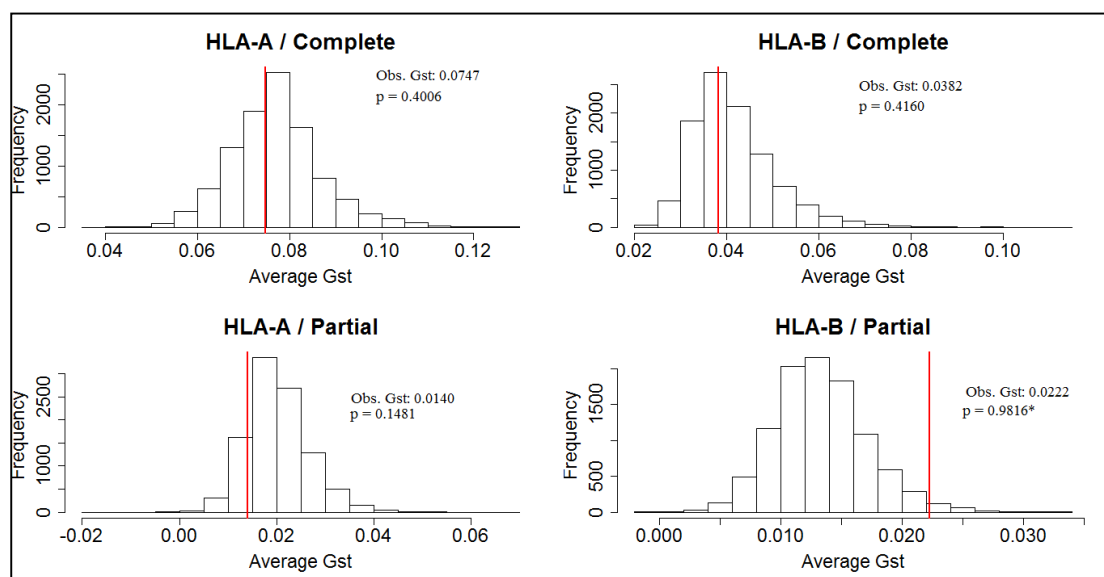 HLA-A / Complete
Obs. Gst: 0.0747
p = 0.4006
Frequency
0
1000
2000
0.04
0.06
0.08
0.10
0.12
Average Gst
HLA-B / Complete
Obs. Gst: 0.0382
p = 0.4160
Frequency
0
1000
2000
0.02
0.04
0.06
0.08
0.10
Average Gst
HLA-A / Partial
Obs. Gst: 0.0140
p = 0.1481
Frequency
0
1000
2500
-0.02
0.00
0.02
0.04
0.06
Average Gst
HLA-B / Partial
Obs. Gst: 0.0222
p = 0.9816*
Frequency
0
500
1500
0.000
0.010
0.020
0.030
Average Gst